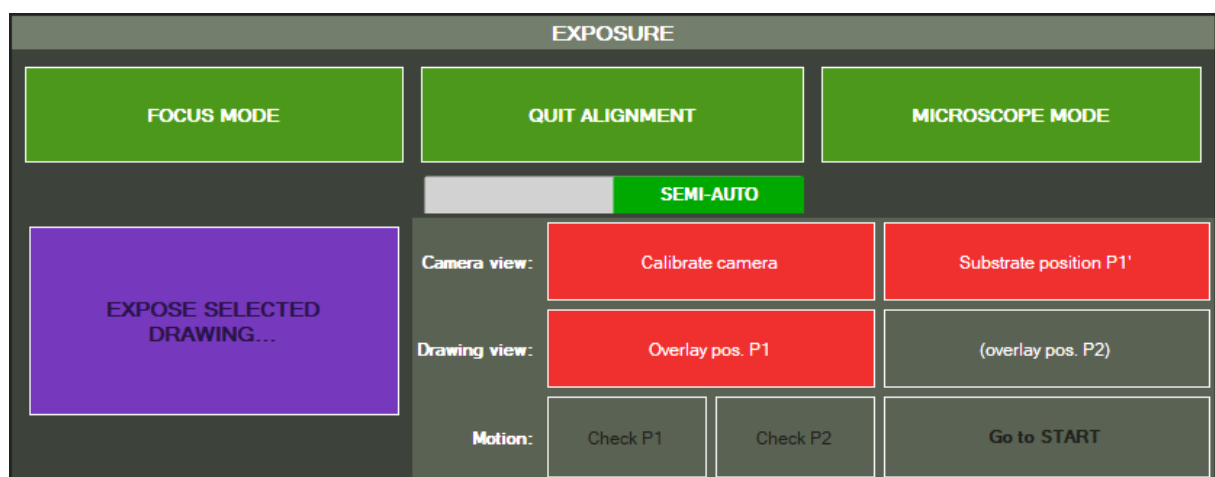 EXPOSURE
FOCUS MODE
QUIT ALIGNMENT
MICROSCOPE MODE
SEMI-AUTO
EXPOSE SELECTED
DRAWING...
Camera view:
Calibrate camera
Substrate position P1'
Drawing view:
Overlay pos. P1
(overlay pos. P2)
Motion:
Check P1
Check P2
Go to START